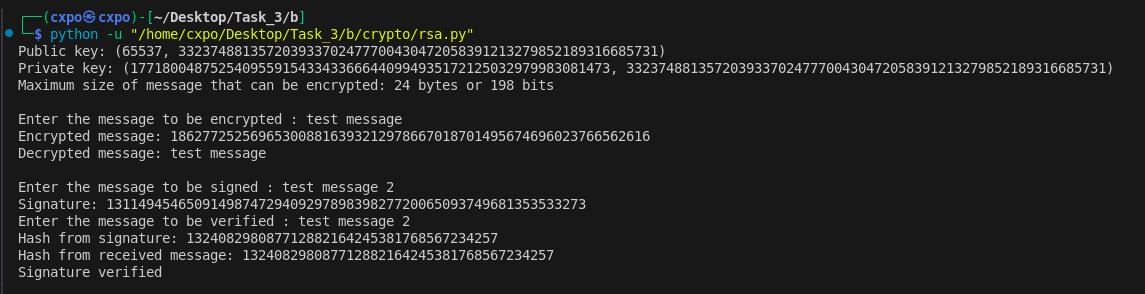 ┌──(cxpo㉿cxpo)-[~/Desktop/Task_3/b]
└─$ python -u "/home/cxpo/Desktop/Task_3/b/crypto/rsa.py"
Public key: (65537, 332374881357203933702477700430472058391213279852189316685731)
Private key: (177180048752540955915433433666440994935172125032979983081473, 332374881357203933702477700430472058391213279852189316685731)
Maximum size of message that can be encrypted: 24 bytes or 198 bits
Enter the message to be encrypted : test message
Encrypted message: 186277252569653008816393212978667018701495674696023766562616
Decrypted message: test message
Enter the message to be signed : test message 2
Signature: 131149454650914987472940929789839827720065093749681353533273
Enter the message to be verified : test message 2
Hash from signature: 132408298087712882164245381768567234257
Hash from received message: 132408298087712882164245381768567234257
Signature verified